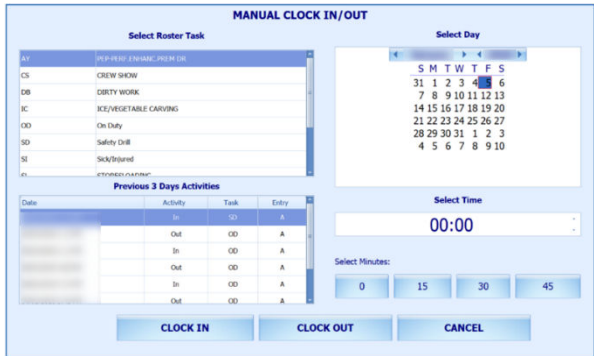 MANUAL CLOCK IN/OUT
Select Roster Task
AY PEP-PERF.ENHANC.PREM DR.
CS CREW SHOW
DB DIRTY WORK
IC ICE/VEGETABLE CARVING
OD On Duty
SD Safety Drill
SI Sick/Injured
SL STORESLOADING
Previous 3 Days Activities
Date Activity Task Entry
In SD A
Out OD A
In OD A
Out OD A
In OD A
Out OD A
Select Day
S M T W T F S
31 1 2 3 4 5 6
7 8 9 10 11 12 13
14 15 16 17 18 19 20
21 22 23 24 25 26 27
28 29 30 31 1 2 3
4 5 6 7 8 9 10
Select Time
00:00
Select Minutes:
0 15 30 45
CLOCK IN CLOCK OUT CANCEL